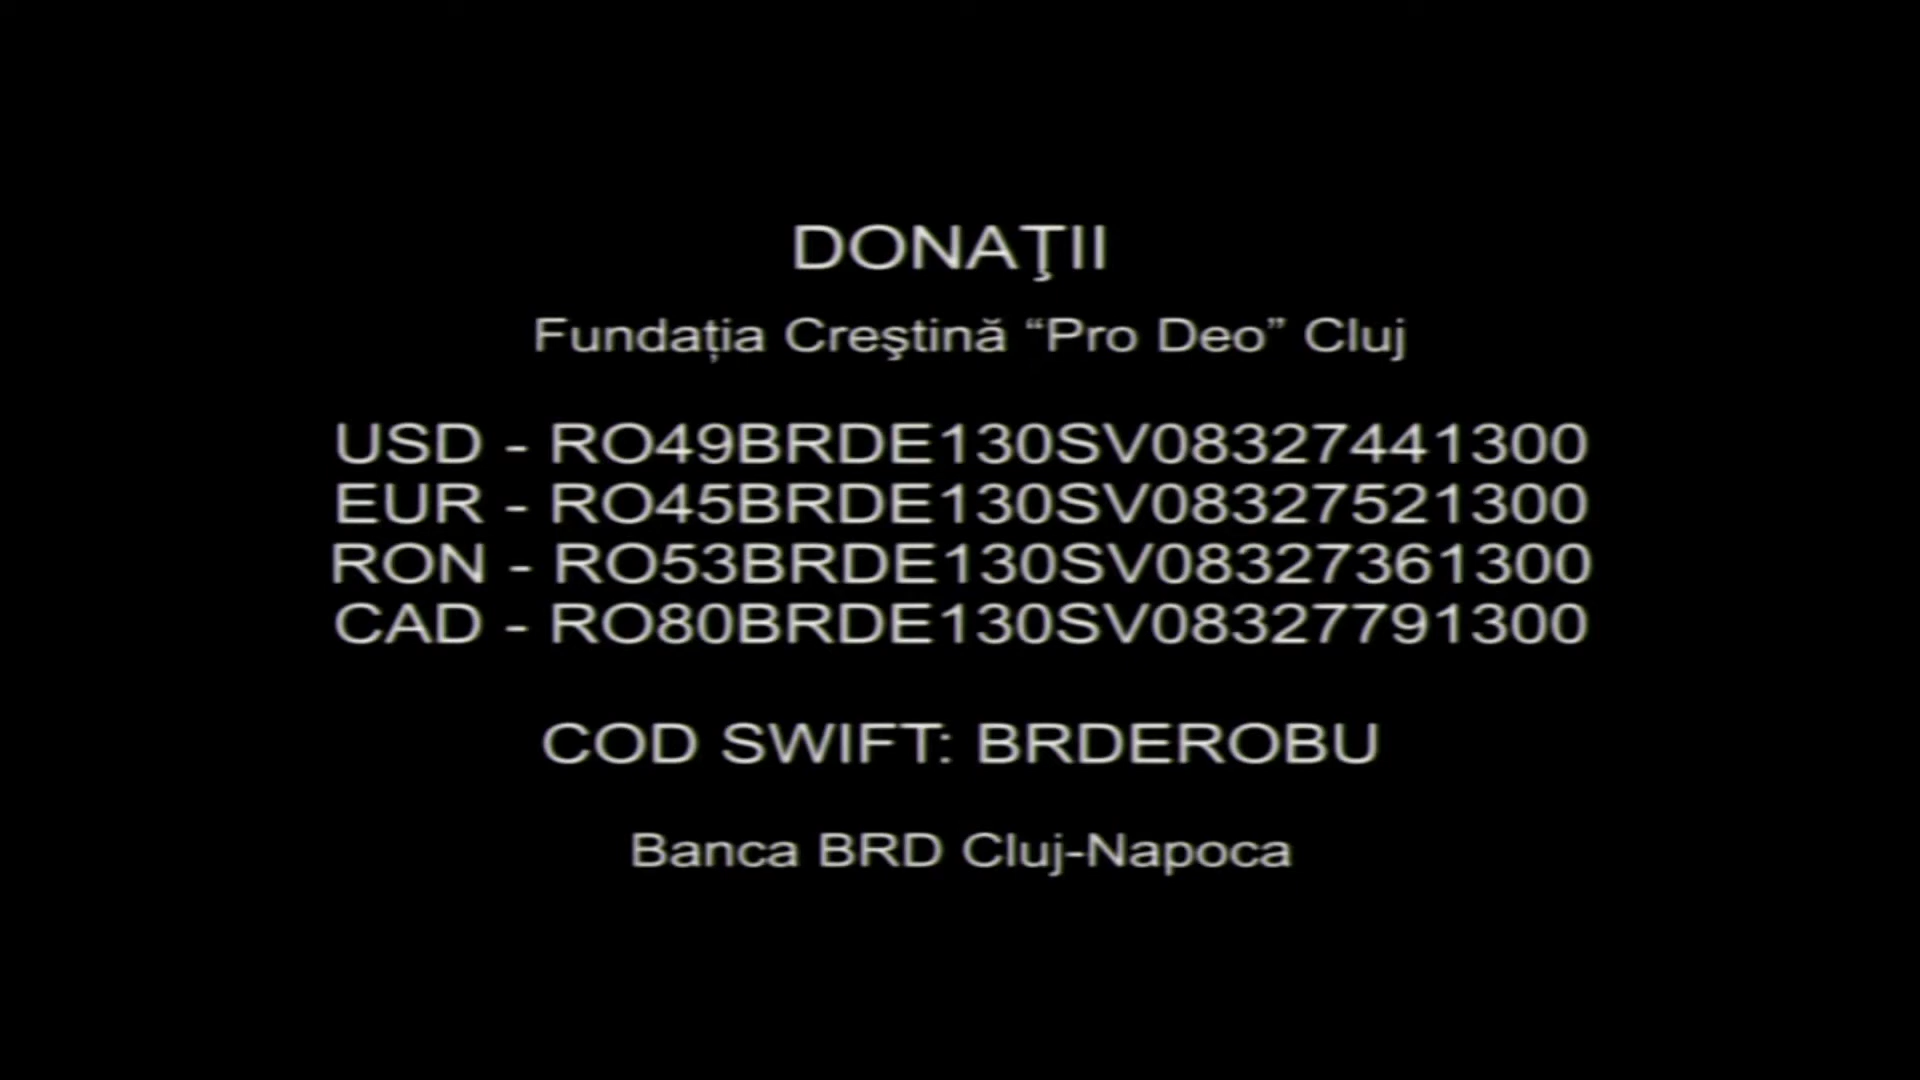 DONAŢII
Fundația Creştină “Pro Deo” Cluj
USD - RO49BRDE130SV08327441300
EUR - RO45BRDE130SV08327521300
RON - RO53BRDE130SV08327361300
CAD - RO80BRDE130SV08327791300
COD SWIFT: BRDEROBU
Banca BRD Cluj-Napoca